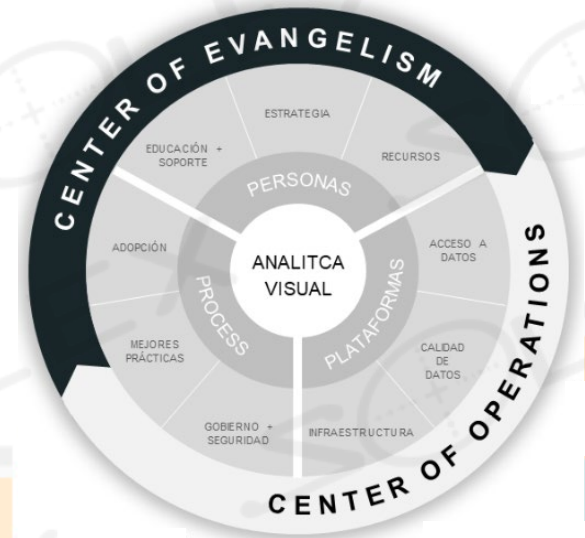 CENTER OF EVANGELISM
ESTRATEGIA
EDUCACIÓN +
SOPORTE
RECURSOS
PERSONAS
ADOPCIÓN
ANALITCA
VISUAL
ACCESO A
DATOS
PROCESS
PLATAFORMAS
MEJORES
PRÁCTICAS
CALIDAD
DE
DATOS
GOBIERNO +
SEGURIDAD
INFRAESTRUCTURA
CENTER OF OPERATIONS